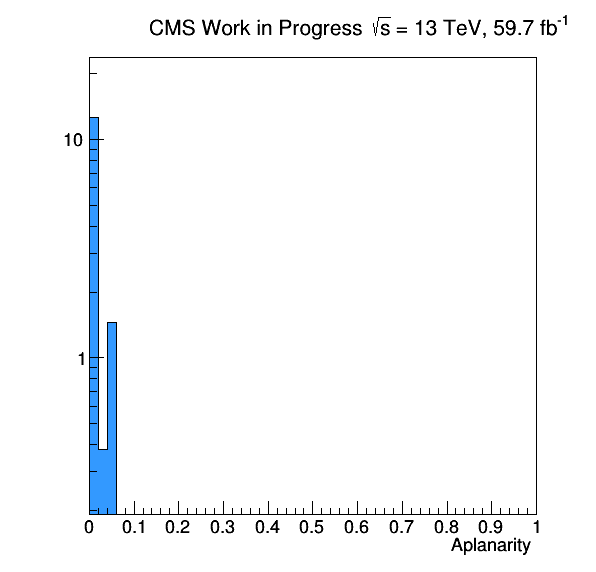 CMS Work in Progress √s = 13 TeV, 59.7 fb⁻¹
10
1
0 0.1 0.2 0.3 0.4 0.5 0.6 0.7 0.8 0.9 1
Aplanarity